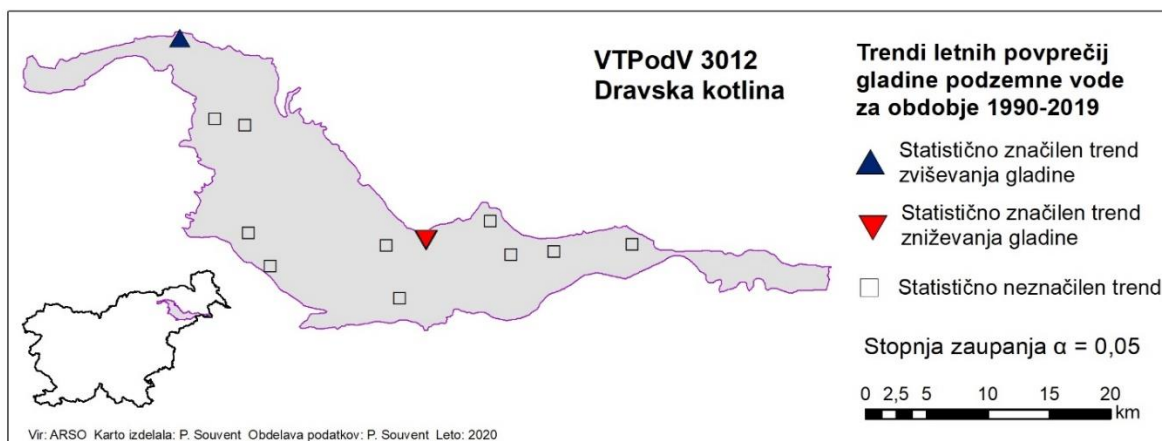 VTPodV 3012
Dravska kotlina
Trendi letnih povprečij
gladine podzemne vode
za obdobje 1990-2019
Statistično značilen trend
zviševanja gladine
Statistično značilen trend
zniževanja gladine
Statistično neznačilen trend
Stopnja zaupanja α = 0,05
0 2,5 5 10 15 20
km
Vir: ARSO Karto izdelala: P. Souvent Obdelava podatkov: P. Souvent Leto: 2020